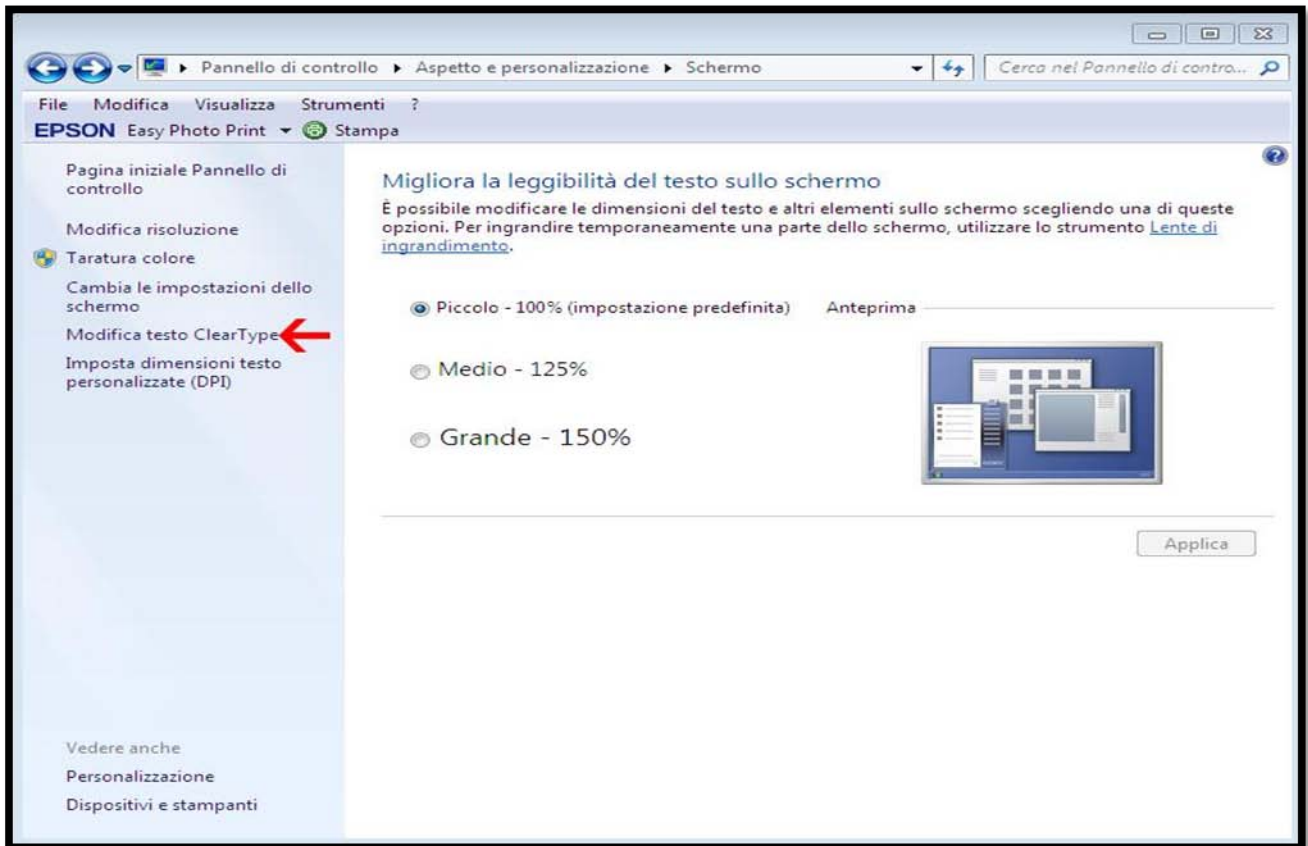 Pannello di controllo ▸ Aspetto e personalizzazione ▸ Schermo
Cerca nel Pannello di contro...
File Modifica Visualizza Strumenti ?
EPSON Easy Photo Print Stampa
Pagina iniziale Pannello di
controllo
Modifica risoluzione
Taratura colore
Cambia le impostazioni dello
schermo
Modifica testo ClearType
Imposta dimensioni testo
personalizzate (DPI)
Migliora la leggibilità del testo sullo schermo
È possibile modificare le dimensioni del testo e altri elementi sullo schermo scegliendo una di queste
opzioni. Per ingrandire temporaneamente una parte dello schermo, utilizzare lo strumento Lente di
ingrandimento.
Piccolo - 100% (impostazione predefinita)
Anteprima
Medio - 125%
Grande - 150%
Applica
Vedere anche
Personalizzazione
Dispositivi e stampanti